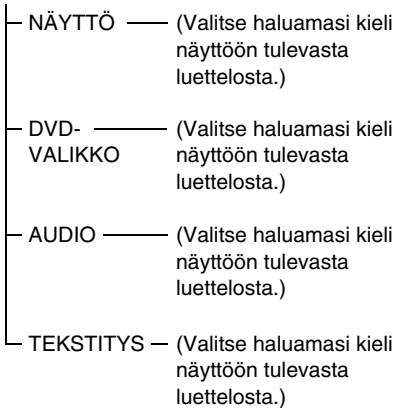 NÄYTTÖ (Valitse haluamasi kieli
näyttöön tulevasta
luettelosta.)
DVD- (Valitse haluamasi kieli
VALIKKO näyttöön tulevasta
luettelosta.)
AUDIO (Valitse haluamasi kieli
näyttöön tulevasta
luettelosta.)
TEKSTITYS (Valitse haluamasi kieli
näyttöön tulevasta
luettelosta.)